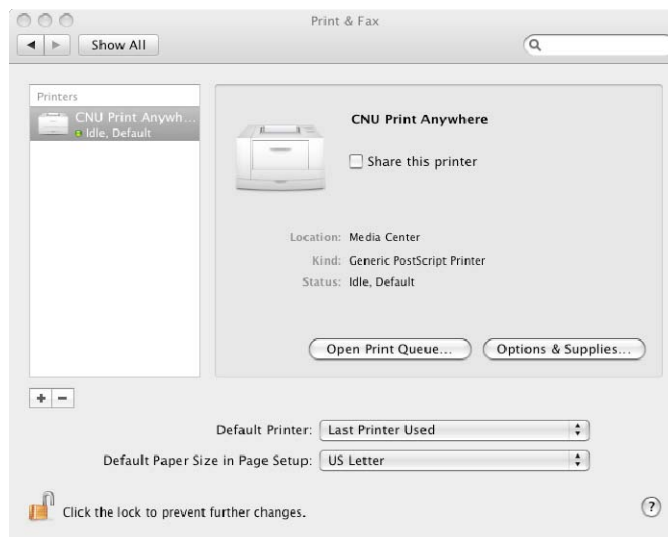 Print & Fax
Show All
Printers
CNU Print Anywh...
Idle, Default
CNU Print Anywhere
Share this printer
Location: Media Center
Kind: Generic PostScript Printer
Status: Idle, Default
Open Print Queue...
Options & Supplies...
+ −
Default Printer: Last Printer Used
Default Paper Size in Page Setup: US Letter
Click the lock to prevent further changes.
?